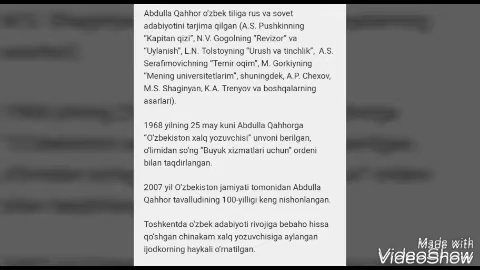 Abdulla Qahhor o'zbek tiliga rus va sovet
adabiyotini tarjima qilgan (A.S. Pushkinning
"Kapitan qizi", N.V. Gogolning "Revizor" va
"Uylanish", L.N. Tolstoyning "Urush va tinchlik", A.S.
Serafimovichning "Temir oqim", M. Gorkiyning
"Mening universitetlarim", shuningdek, A.P. Chexov,
M.S. Shaginyan, K.A. Trenyov va boshqalarning
asarlari).
1968 yilning 25 may kuni Abdulla Qahhorga
"O'zbekiston xalq yozuvchisi" unvoni berilgan,
o'limidan so'ng "Buyuk xizmatlari uchun" ordeni
bilan taqdirlangan.
2007 yil O'zbekiston jamiyati tomonidan Abdulla
Qahhor tavalludining 100-yilligi keng nishonlangan.
Toshkentda o'zbek adabiyoti rivojiga bebaho hissa
qo'shgan chinakam xalq yozuvchisiga aylangan
ijodkorning haykali o'rnatilgan.
Made with
VideoShow